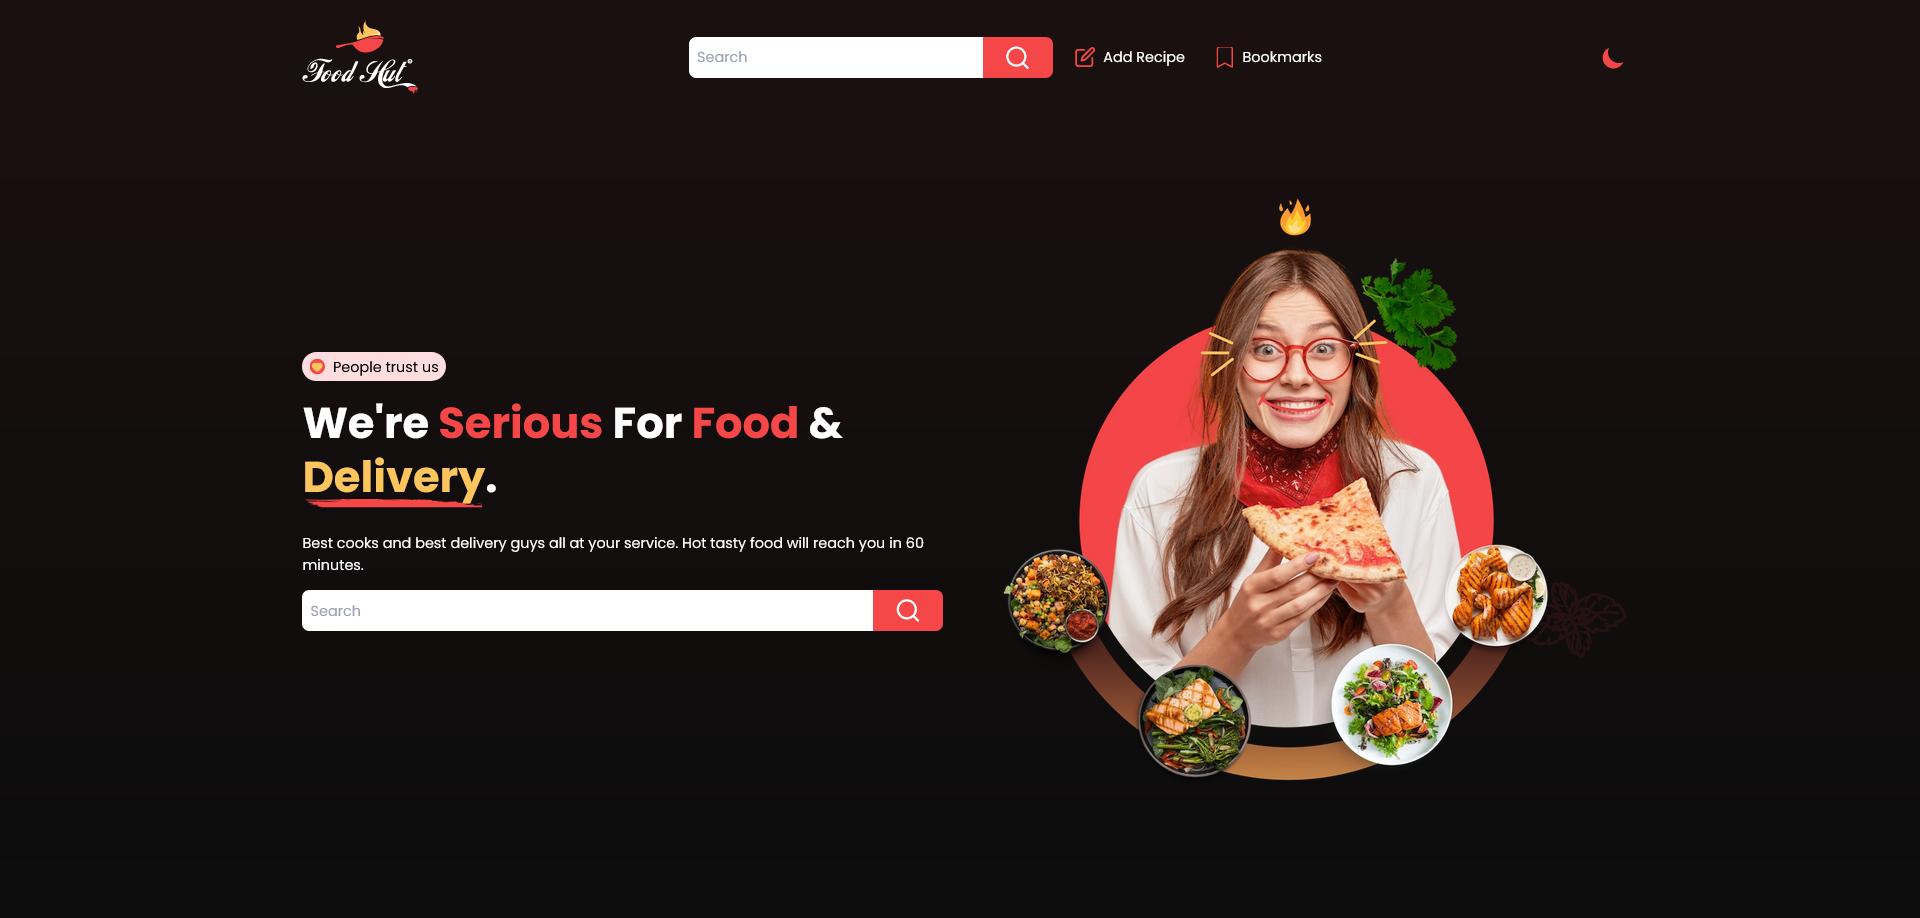 Food Hut
Search
Add Recipe
Bookmarks
People trust us
We're Serious For Food &
Delivery.
Best cooks and best delivery guys all at your service. Hot tasty food will reach you in 60
minutes.
Search